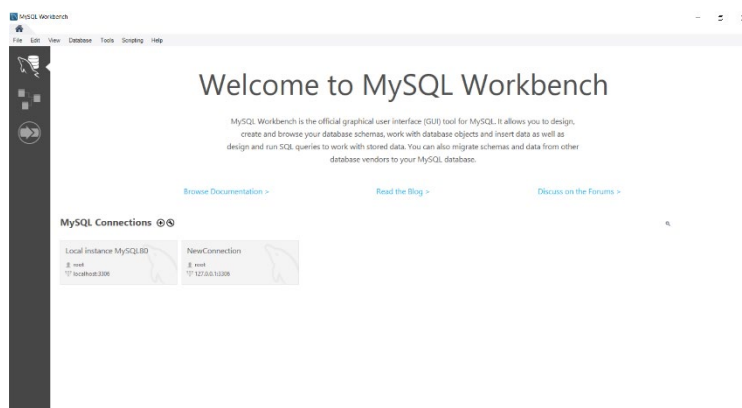 MySQL Workbench
File Edit View Database Tools Scripting Help
Welcome to MySQL Workbench
MySQL Workbench is the official graphical user interface (GUI) tool for MySQL. It allows you to design,
create and browse your database schemas, work with database objects and insert data as well as
design and run SQL queries to work with stored data. You can also migrate schemas and data from other
database vendors to your MySQL database.
Browse Documentation > Read the Blog > Discuss on the Forums >
MySQL Connections
Local instance MySQL80 NewConnection
root root
localhost:3306 127.0.0.1:3306